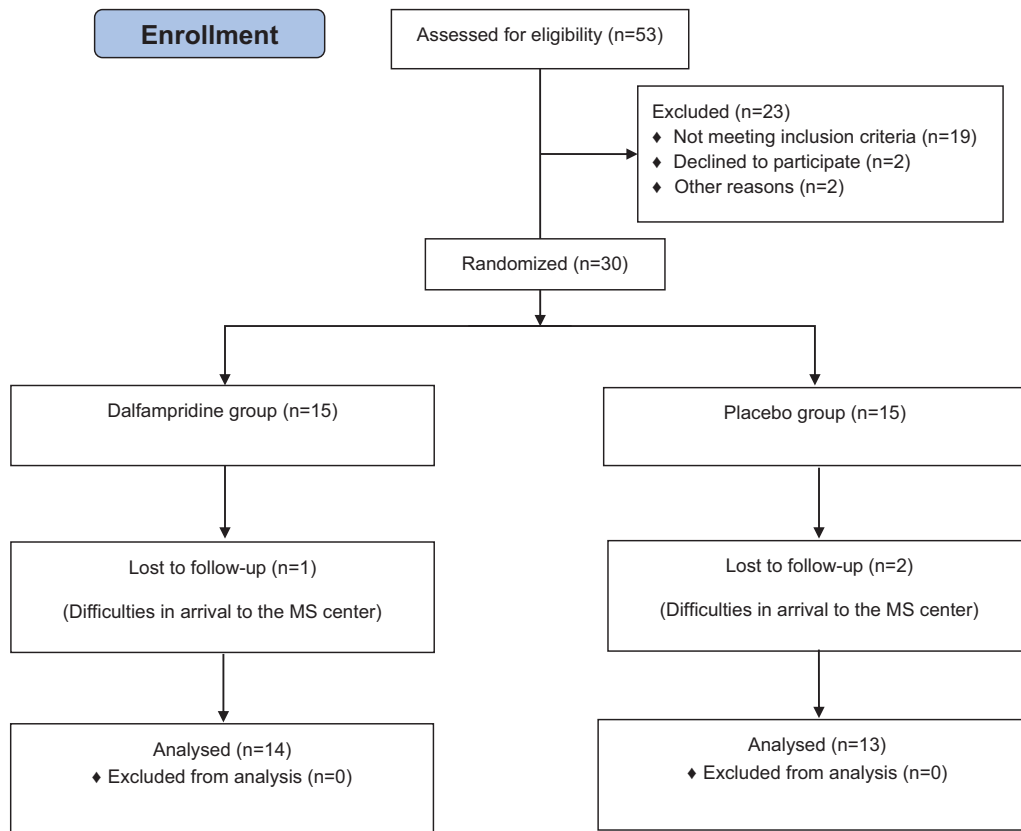 Enrollment
Assessed for eligibility (n=53)
Excluded (n=23)
♦ Not meeting inclusion criteria (n=19)
♦ Declined to participate (n=2)
♦ Other reasons (n=2)
Randomized (n=30)
Dalfampridine group (n=15)
Placebo group (n=15)
Lost to follow-up (n=1)
(Difficulties in arrival to the MS center)
Lost to follow-up (n=2)
(Difficulties in arrival to the MS center)
Analysed (n=14)
♦ Excluded from analysis (n=0)
Analysed (n=13)
♦ Excluded from analysis (n=0)